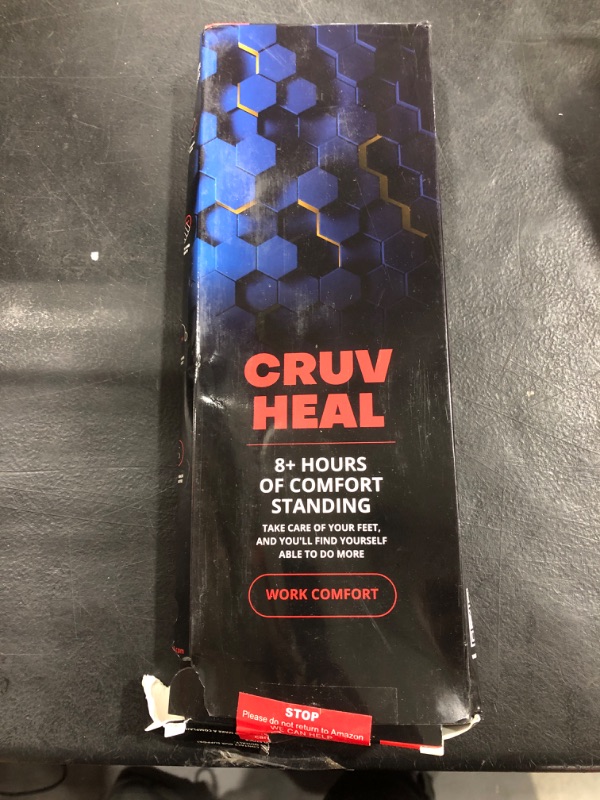 CRUV
HEAL
8+ HOURS
OF COMFORT
STANDING
TAKE CARE OF YOUR FEET,
AND YOU'LL FIND YOURSELF
ABLE TO DO MORE
WORK COMFORT
STOP
Please do not return to Amazon
WE CAN HELP